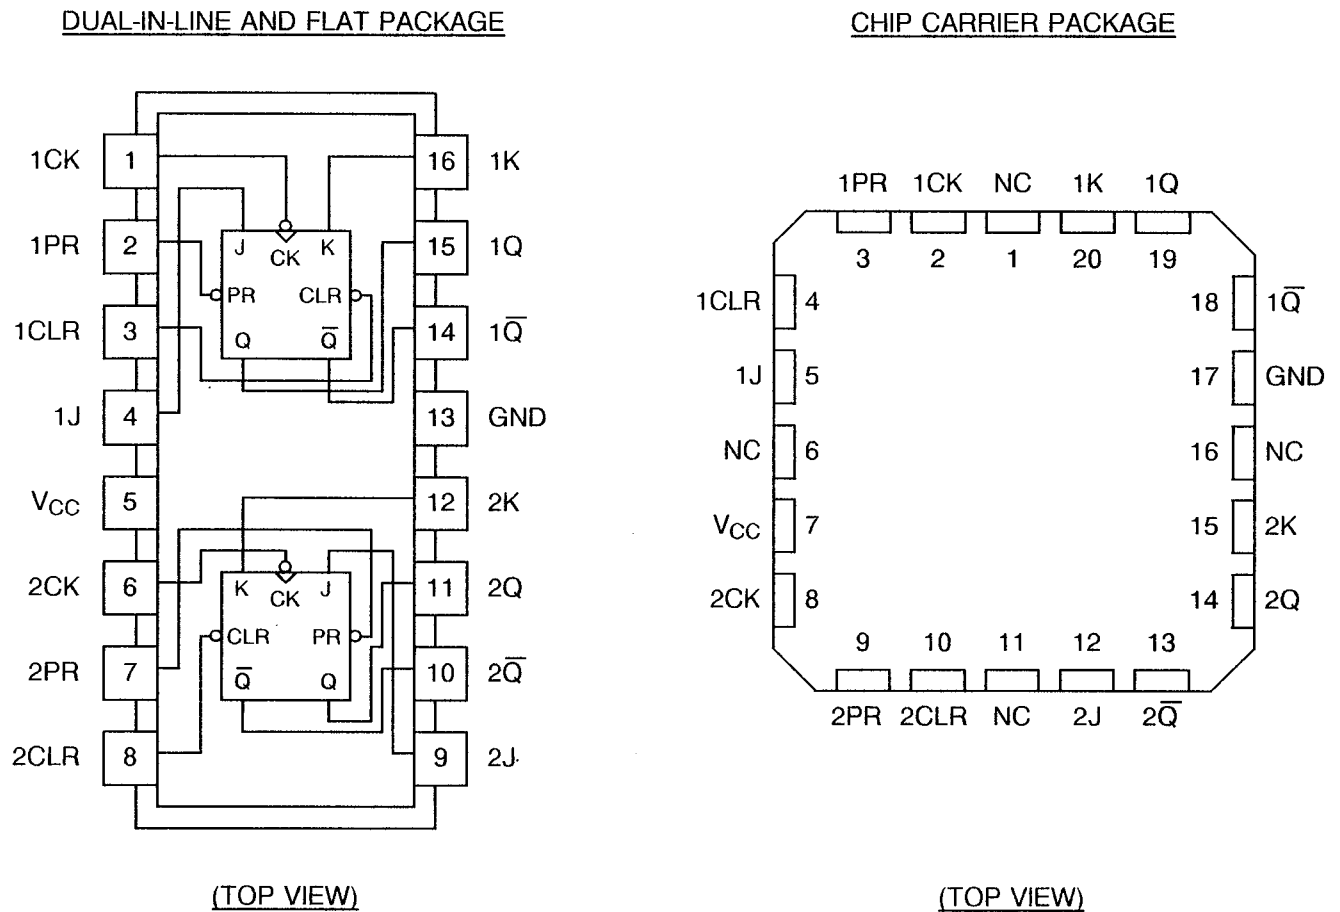 DUAL-IN-LINE AND FLAT PACKAGE
1CK 1 16 1K
1PR 2 15 1Q
1CLR 3 14 1Q̅
1J 4 13 GND
VCC 5 12 2K
2CK 6 11 2Q
2PR 7 10 2Q̅
2CLR 8 9 2J
J CK K
PR CLR
Q Q̅
K CK J
CLR PR
Q̅ Q
(TOP VIEW)
CHIP CARRIER PACKAGE
1PR 1CK NC 1K 1Q
3 2 1 20 19
1CLR 4 18 1Q̅
1J 5 17 GND
NC 6 16 NC
VCC 7 15 2K
2CK 8 14 2Q
9 10 11 12 13
2PR 2CLR NC 2J 2Q̅
(TOP VIEW)